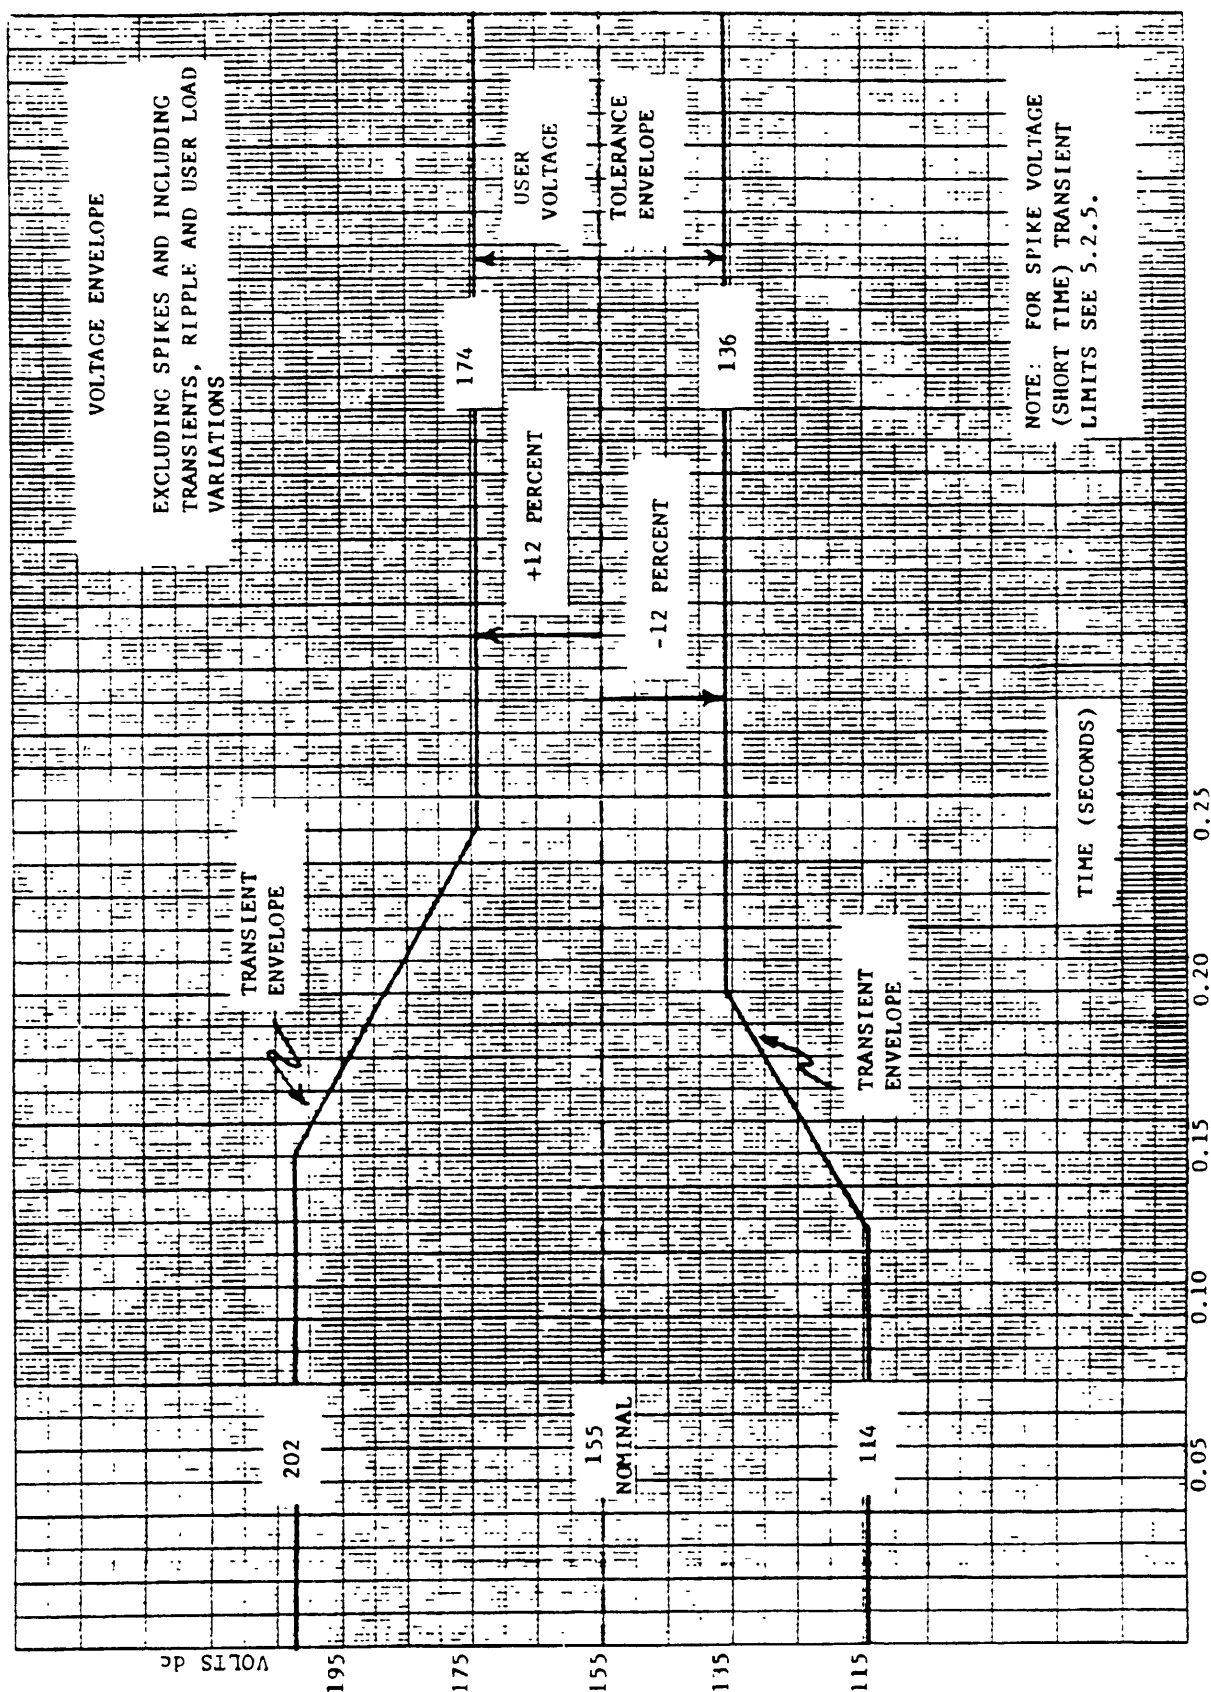 VOLTAGE ENVELOPE
EXCLUDING SPIKES AND INCLUDING
TRANSIENTS, RIPPLE AND USER LOAD
VARIATIONS
VOLTS dc
195
175
155
135
115
202
155
NOMINAL
114
TRANSIENT
ENVELOPE
TRANSIENT
ENVELOPE
+12 PERCENT
-12 PERCENT
174
136
USER
VOLTAGE
TOLERANCE
ENVELOPE
NOTE: FOR SPIKE VOLTAGE
(SHORT TIME) TRANSIENT
LIMITS SEE 5.2.5.
TIME (SECONDS)
0.05
0.10
0.15
0.20
0.25